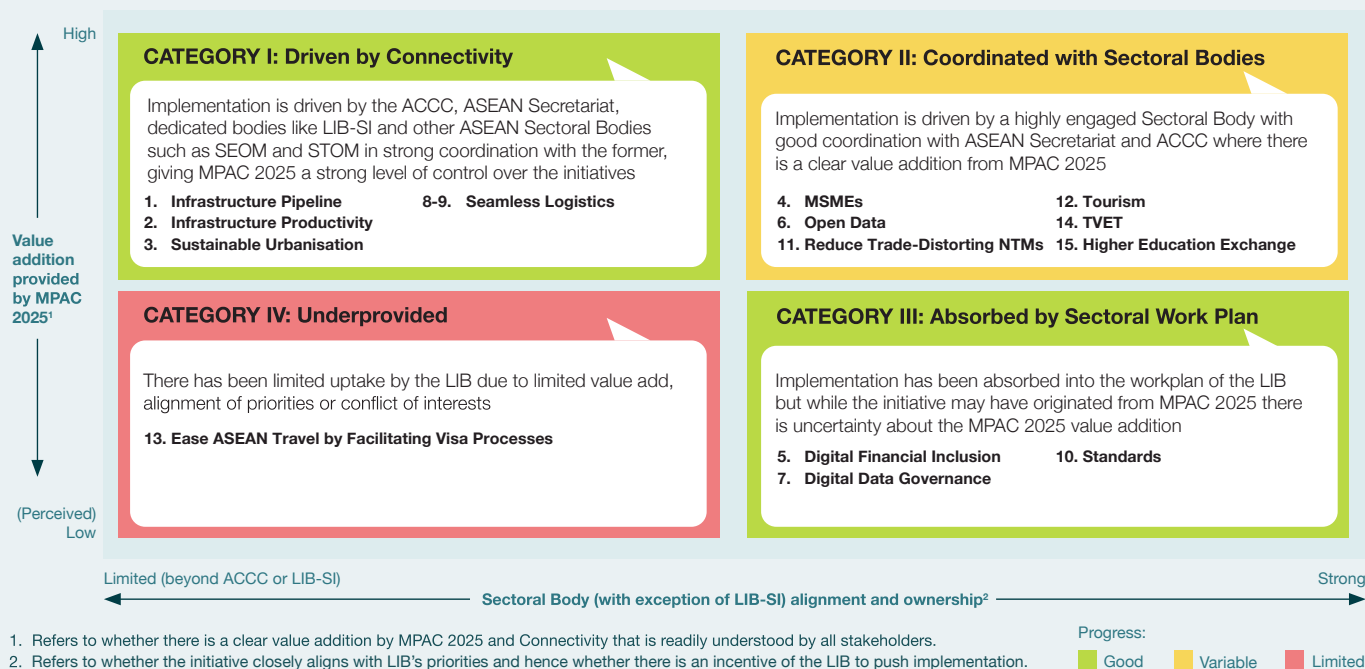 High
CATEGORY I: Driven by Connectivity
Implementation is driven by the ACCC, ASEAN Secretariat,
dedicated bodies like LIB-SI and other ASEAN Sectoral Bodies
such as SEOM and STOM in strong coordination with the former,
giving MPAC 2025 a strong level of control over the initiatives
1. Infrastructure Pipeline
2. Infrastructure Productivity
3. Sustainable Urbanisation
8-9. Seamless Logistics
CATEGORY II: Coordinated with Sectoral Bodies
Implementation is driven by a highly engaged Sectoral Body with
good coordination with ASEAN Secretariat and ACCC where there
is a clear value addition from MPAC 2025
4. MSMEs
6. Open Data
11. Reduce Trade-Distorting NTMs
12. Tourism
14. TVET
15. Higher Education Exchange
Value
addition
provided
by MPAC
2025¹
CATEGORY IV: Underprovided
There has been limited uptake by the LIB due to limited value add,
alignment of priorities or conflict of interests
13. Ease ASEAN Travel by Facilitating Visa Processes
CATEGORY III: Absorbed by Sectoral Work Plan
Implementation has been absorbed into the workplan of the LIB
but while the initiative may have originated from MPAC 2025 there
is uncertainty about the MPAC 2025 value addition
5. Digital Financial Inclusion
7. Digital Data Governance
10. Standards
(Perceived)
Low
Limited (beyond ACCC or LIB-SI)
Strong
Sectoral Body (with exception of LIB-SI) alignment and ownership²
1. Refers to whether there is a clear value addition by MPAC 2025 and Connectivity that is readily understood by all stakeholders.
2. Refers to whether the initiative closely aligns with LIB's priorities and hence whether there is an incentive of the LIB to push implementation.
Progress:
Good
Variable
Limited